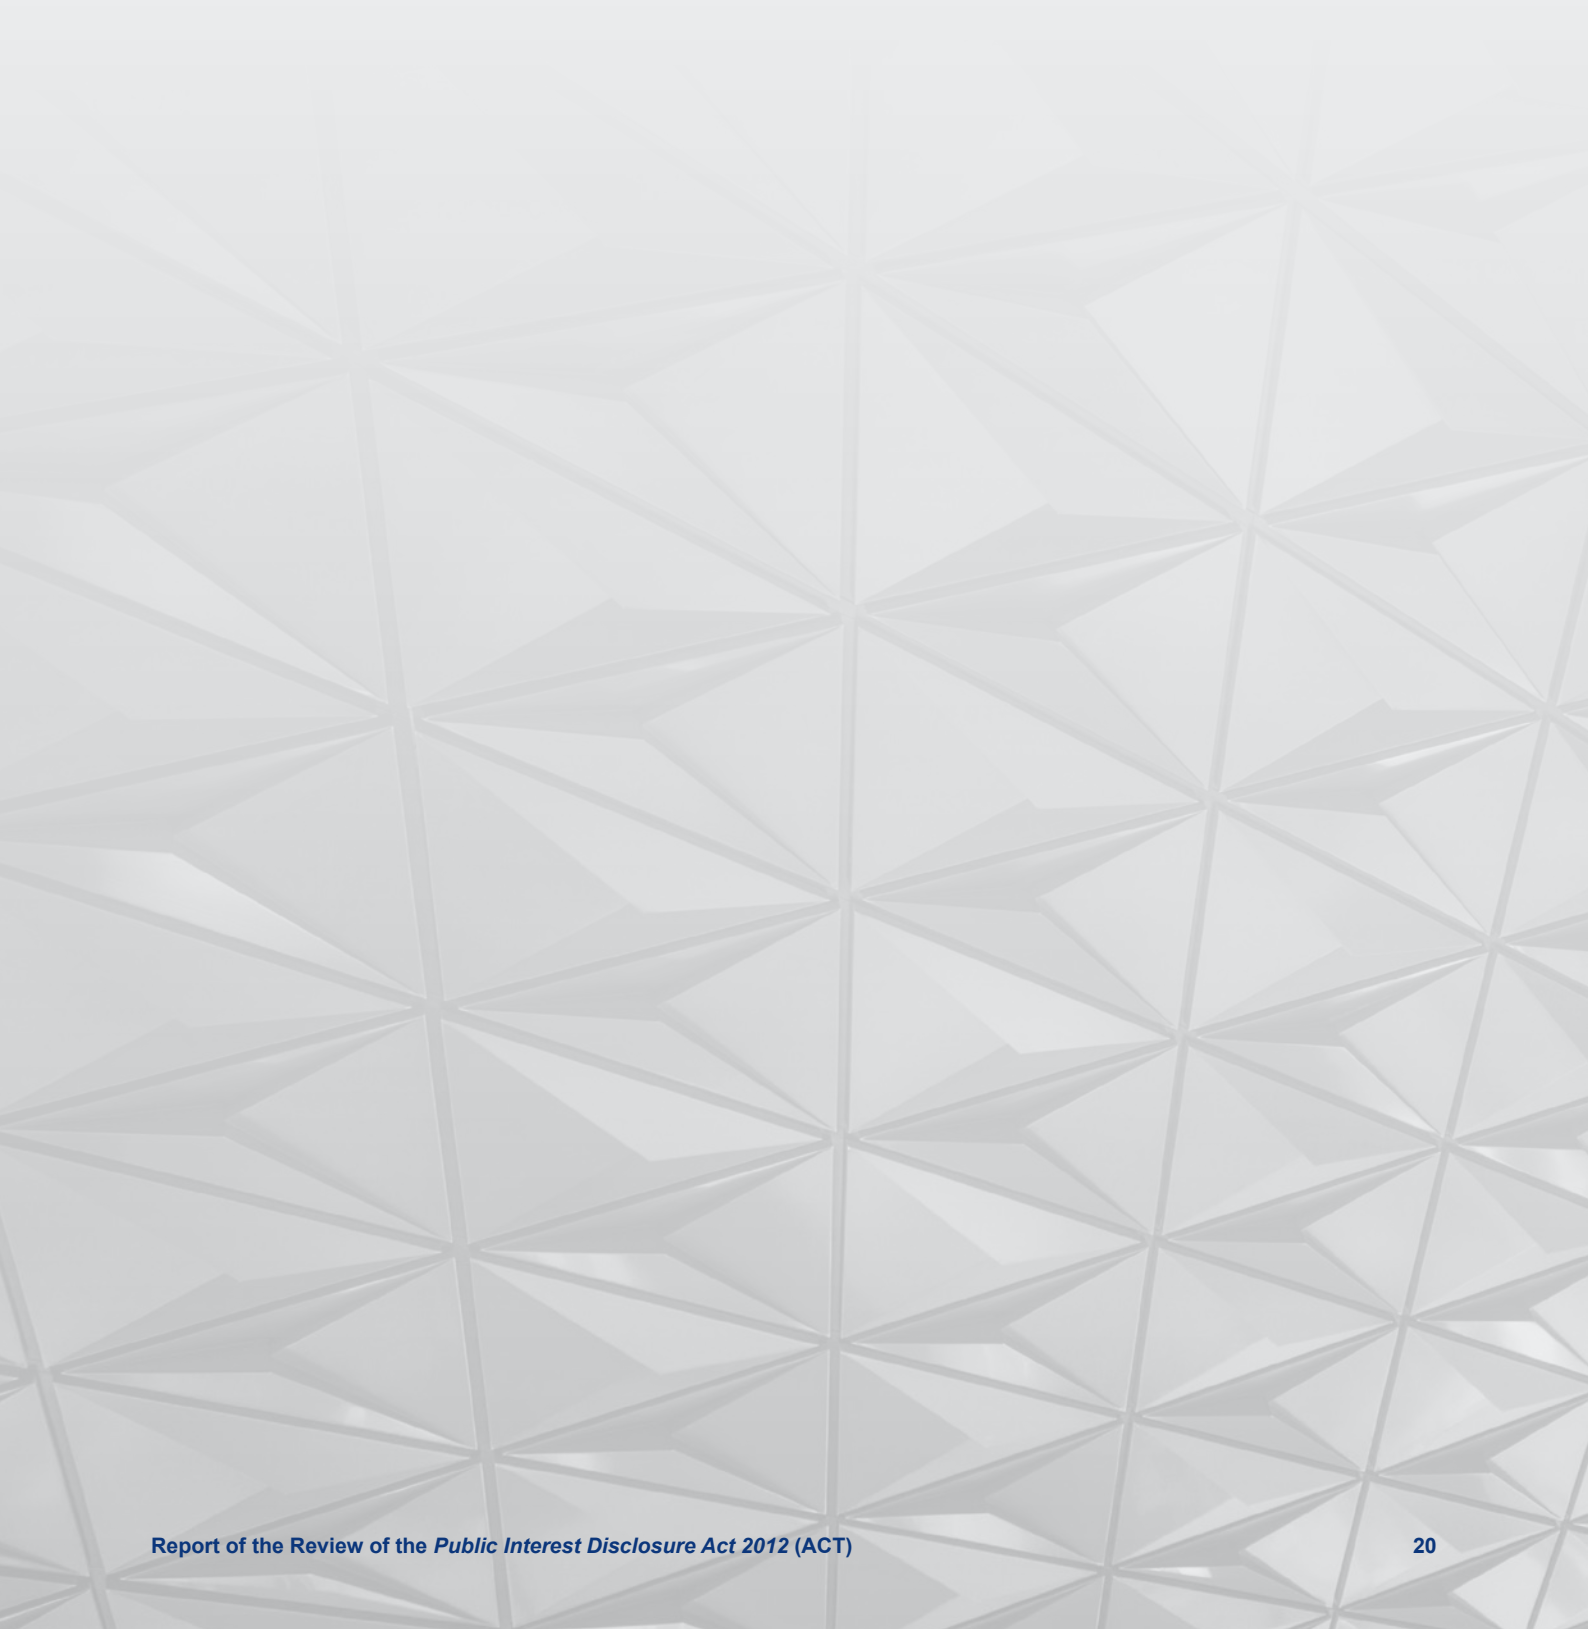 Report of the Review of the Public Interest Disclosure Act 2012 (ACT) 20